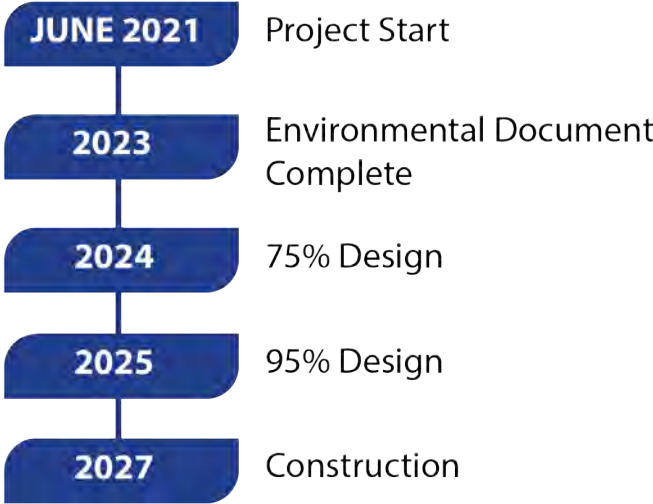 JUNE 2021 Project Start
2023 Environmental Document
Complete
2024 75% Design
2025 95% Design
2027 Construction